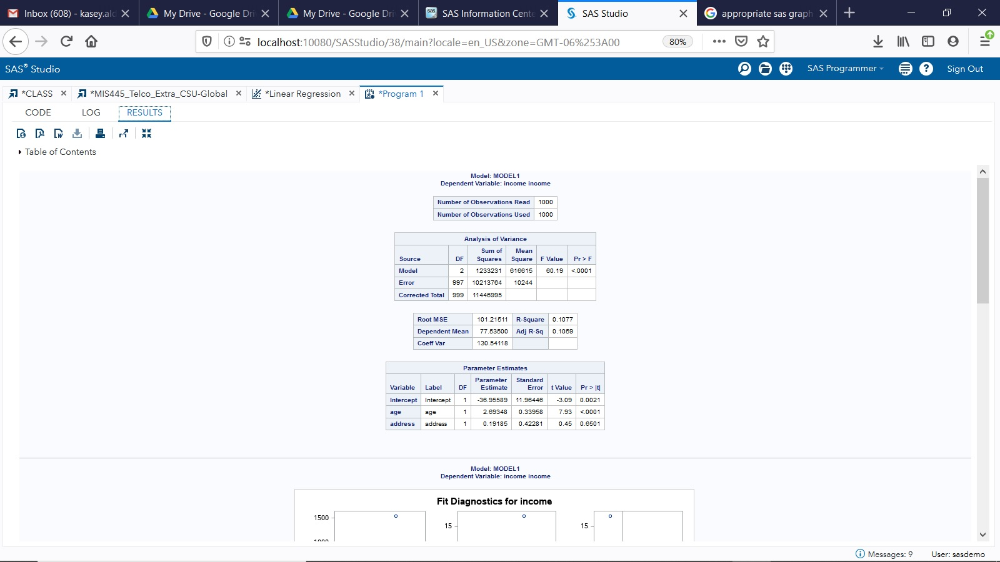 Inbox (608) - kasey.ald
My Drive - Google Dri
My Drive - Google Dri
SAS Information Cente
SAS Studio
appropriate sas graph
localhost:10080/SASStudio/38/main?locale=en_US&zone=GMT-06%253A00
80%
SAS® Studio
SAS Programmer
Sign Out
*CLASS
*MIS445_Telco_Extra_CSU-Global
*Linear Regression
*Program 1
CODE LOG RESULTS
Table of Contents
Model: MODEL1
Dependent Variable: income income
Number of Observations Read 1000
Number of Observations Used 1000
Analysis of Variance
Source DF Sum of Squares Mean Square F Value Pr > F
Model 2 1233231 616615 60.19 <.0001
Error 997 10213764 10244
Corrected Total 999 11446995
Root MSE 101.21511 R-Square 0.1077
Dependent Mean 77.53500 Adj R-Sq 0.1059
Coeff Var 130.54118
Parameter Estimates
Variable Label DF Parameter Estimate Standard Error t Value Pr > |t|
Intercept Intercept 1 -36.95589 11.96446 -3.09 0.0021
age age 1 2.69348 0.33958 7.93 <.0001
address address 1 0.19185 0.42281 0.45 0.6501
Model: MODEL1
Dependent Variable: income income
Fit Diagnostics for income
1500
15
15
Messages: 9
User: sasdemo